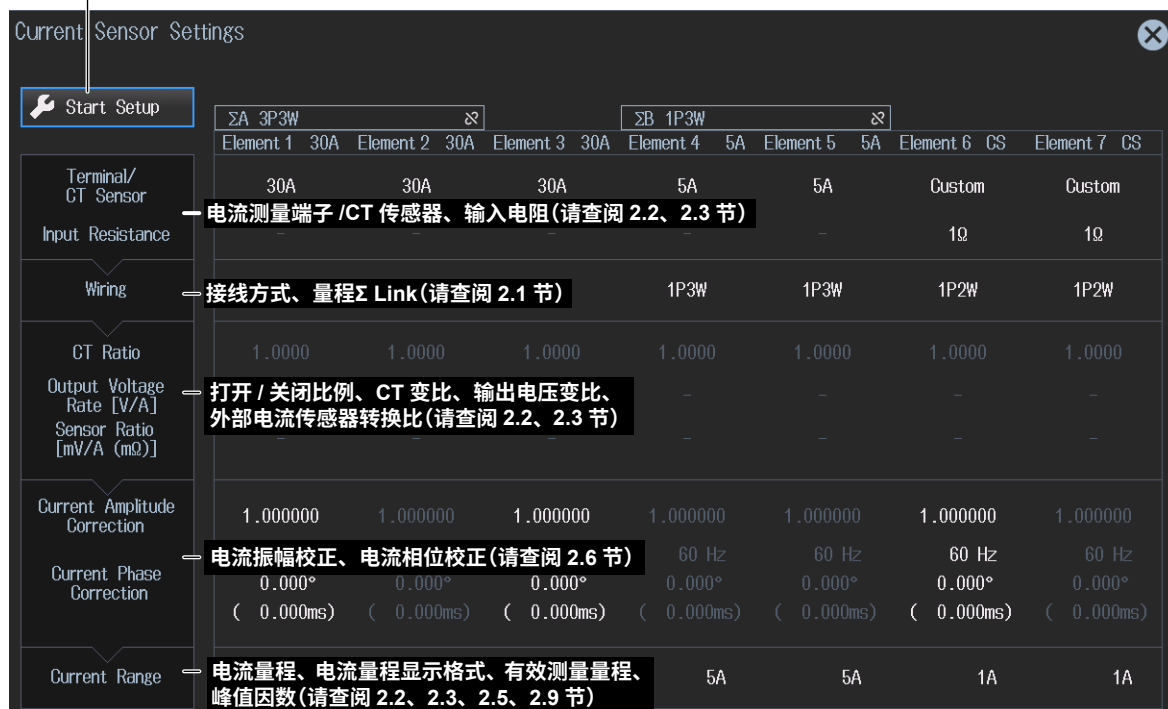 Current Sensor Settings
Start Setup
ΣA 3P3W ΣB 1P3W
Element 1 30A Element 2 30A Element 3 30A Element 4 5A Element 5 5A Element 6 CS Element 7 CS
Terminal/
CT Sensor
30A 30A 30A 5A 5A Custom Custom
电流测量端子 /CT 传感器、输入电阻(请查阅 2.2、2.3 节)
Input Resistance – – – – – 1Ω 1Ω
Wiring
接线方式、量程Σ Link(请查阅 2.1 节)
1P3W 1P3W 1P2W 1P2W
CT Ratio 1.0000 1.0000 1.0000 1.0000 1.0000 1.0000 1.0000
Output Voltage
Rate [V/A]
– – – –
打开 / 关闭比例、CT 变比、输出电压变比、
外部电流传感器转换比(请查阅 2.2、2.3 节)
Sensor Ratio
[mV/A (mΩ)]
– – – –
Current Amplitude
Correction
1.000000 1.000000 1.000000 1.000000 1.000000 1.000000 1.000000
电流振幅校正、电流相位校正(请查阅 2.6 节)
60 Hz 60 Hz 60 Hz 60 Hz
Current Phase
Correction
0.000° 0.000° 0.000° 0.000° 0.000° 0.000° 0.000°
( 0.000ms) ( 0.000ms) ( 0.000ms) ( 0.000ms) ( 0.000ms) ( 0.000ms) ( 0.000ms)
Current Range
电流量程、电流量程显示格式、有效测量量程、
峰值因数(请查阅 2.2、2.3、2.5、2.9 节)
5A 5A 1A 1A